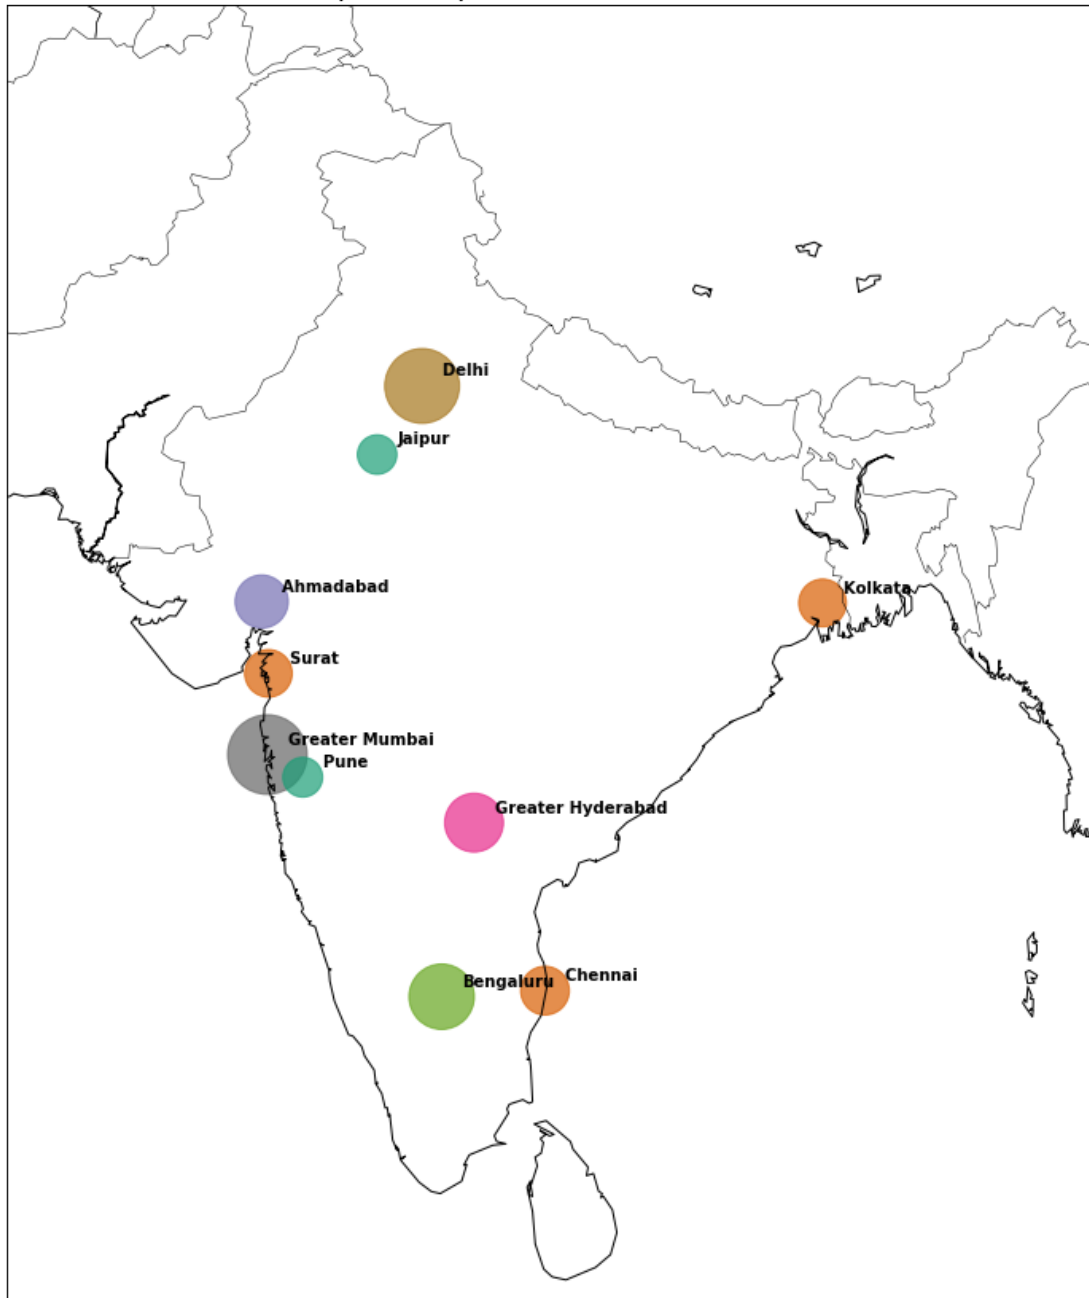 Delhi
Jaipur
Ahmadabad
Kolkata
Surat
Greater Mumbai
Pune
Greater Hyderabad
Chennai
Bengaluru